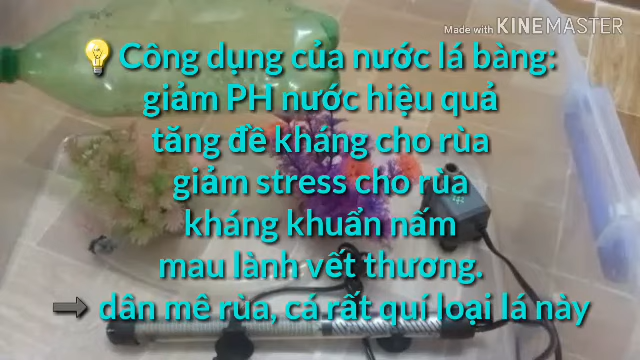 Made with KINEMASTER
💡Công dụng của nước lá bàng:
giảm PH nước hiệu quả
tăng đề kháng cho rùa
giảm stress cho rùa
kháng khuẩn nấm
mau lành vết thương.
➡ dân mê rùa, cá rất quí loại lá này